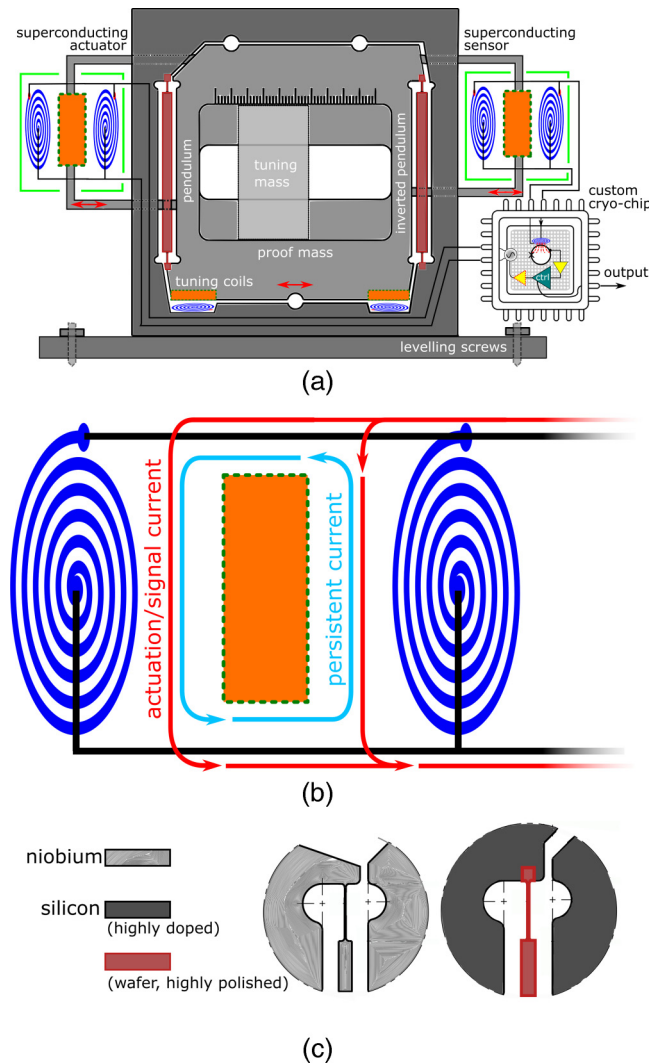 superconducting
actuator
superconducting
sensor
pendulum
tuning
mass
inverted pendulum
custom
cryo-chip
proof mass
ctrl
output
tuning coils
levelling screws
(a)
actuation/signal current
persistent current
(b)
niobium
silicon
(highly doped)
(wafer, highly polished)
(c)